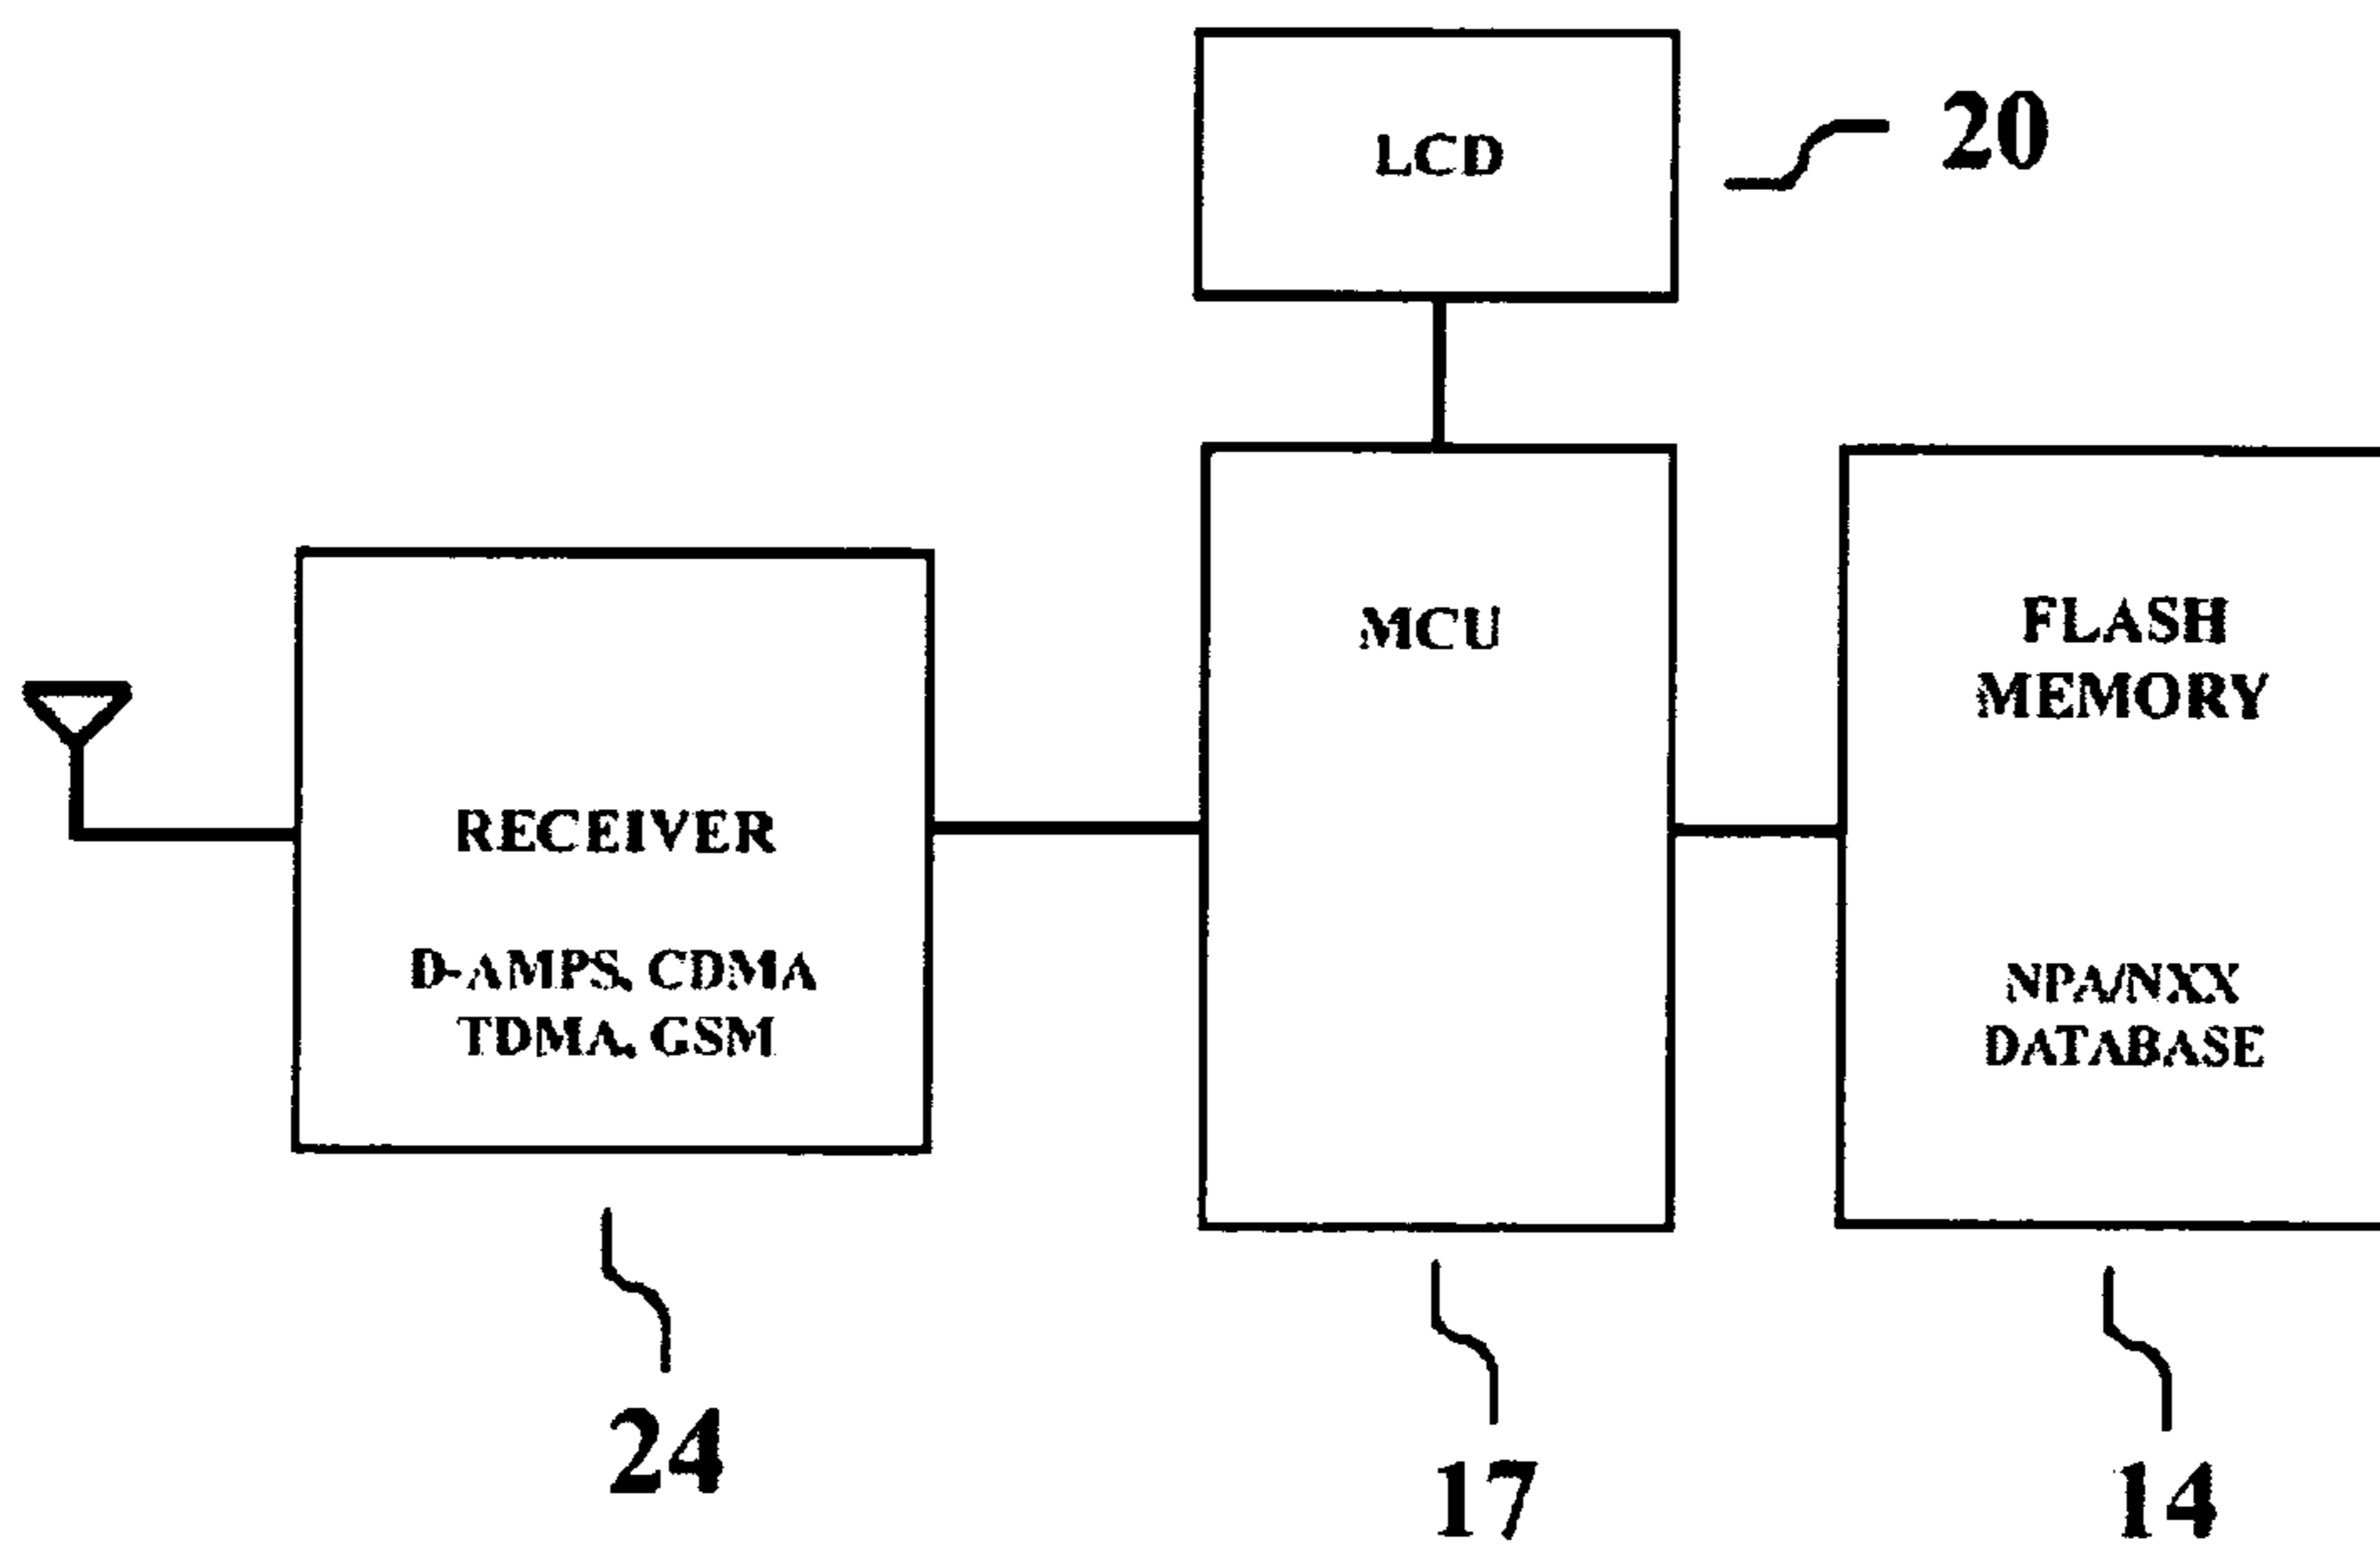 LCD
20
MCU
FLASH
MEMORY
RECEIVER
D-AMPS, CDMA
TDMA, GSM
NPA/NXX
DATABASE
24
17
14